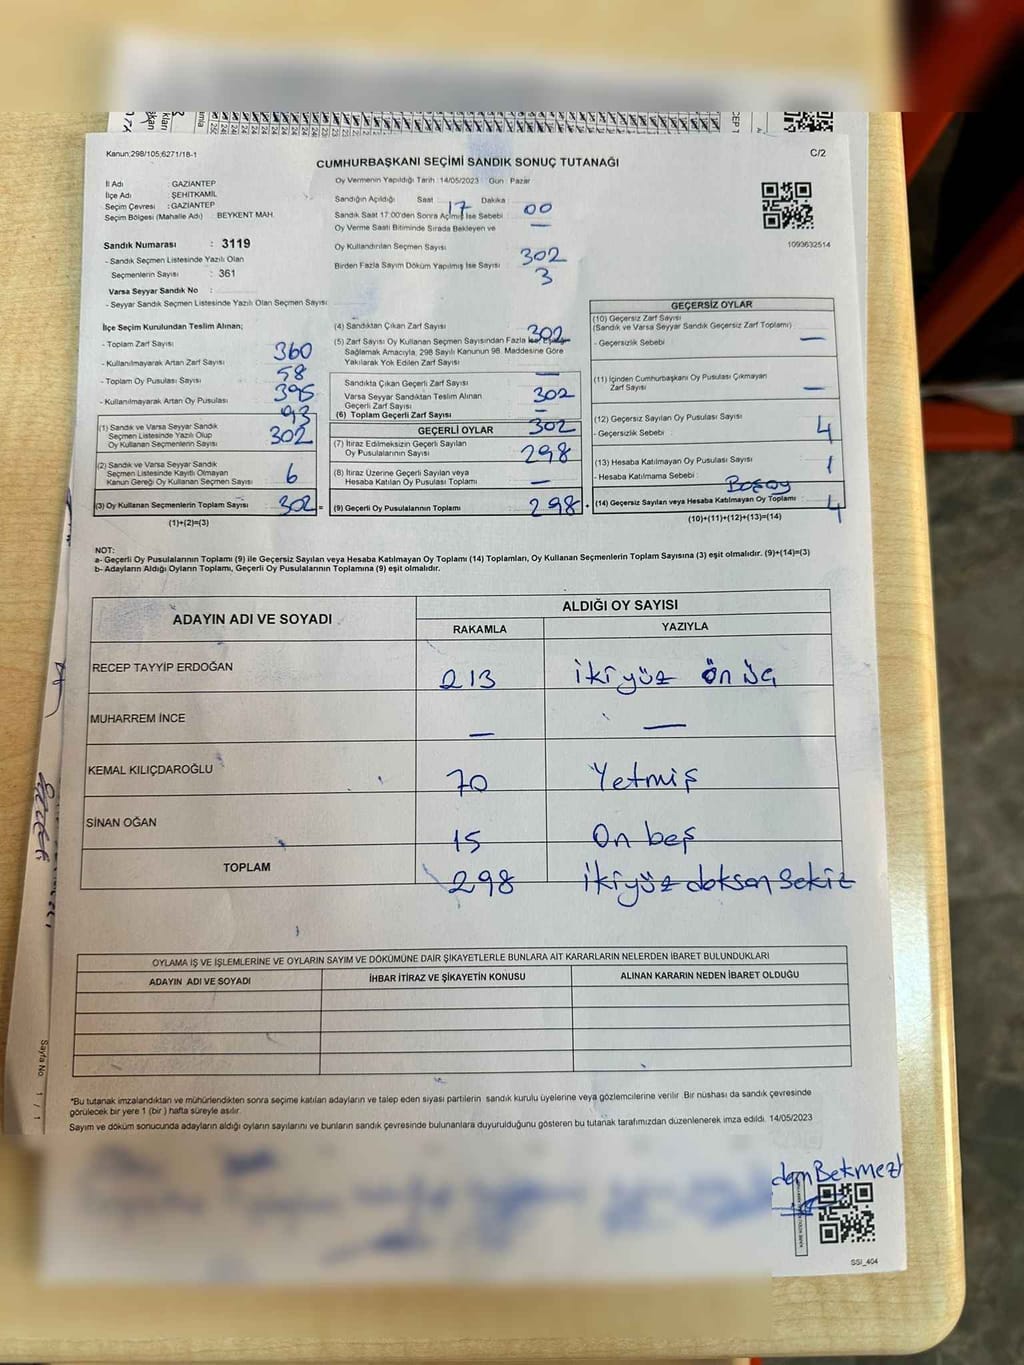 Kanun:298/105;6271/18-1
CUMHURBAŞKANI SEÇİMİ SANDIK SONUÇ TUTANAĞI
C/2
İl Adı : GAZİANTEP
İlçe Adı : ŞEHİTKAMİL
Seçim Çevresi : GAZİANTEP
Seçim Bölgesi (Mahalle Adı) : BEYKENT MAH.
Sandık Numarası : 3119
- Sandık Seçmen Listesinde Yazılı Olan
Seçmenlerin Sayısı : 361
Varsa Seyyar Sandık No :
- Seyyar Sandık Seçmen Listesinde Yazılı Olan Seçmen Sayısı:
Oy Vermenin Yapıldığı Tarih :14/05/2023 Gün : Pazar
Sandığın Açıldığı Saat 17 Dakika 00
Sandık Saat 17:00'den Sonra Açılmış İse Sebebi —
Oy Verme Saati Bitiminde Sırada Bekleyen ve
Oy Kullandırılan Seçmen Sayısı 302
Birden Fazla Sayım Döküm Yapılmış İse Sayısı 3
1093632514
İlçe Seçim Kurulundan Teslim Alınan;
- Toplam Zarf Sayısı 360
- Kullanılmayarak Artan Zarf Sayısı 58
- Toplam Oy Pusulası Sayısı 395
- Kullanılmayarak Artan Oy Pusulası 93
(1) Sandık ve Varsa Seyyar Sandık
Seçmen Listesinde Yazılı Olup
Oy Kullanan Seçmenlerin Sayısı 302
(2) Sandık ve Varsa Seyyar Sandık
Seçmen Listesinde Kayıtlı Olmayan
Kanun Gereği Oy Kullanan Seçmen Sayısı 6
(3) Oy Kullanan Seçmenlerin Toplam Sayısı 302 =
(1)+(2)=(3)
(4) Sandıktan Çıkan Zarf Sayısı 302
(5) Zarf Sayısı Oy Kullanan Seçmen Sayısından Fazla İse, Eşitliği
Sağlamak Amacıyla, 298 Sayılı Kanunun 98. Maddesine Göre
Yakılarak Yok Edilen Zarf Sayısı —
Sandıkta Çıkan Geçerli Zarf Sayısı 302
Varsa Seyyar Sandıktan Teslim Alınan
Geçerli Zarf Sayısı —
(6) Toplam Geçerli Zarf Sayısı 302
GEÇERLİ OYLAR
(7) İtiraz Edilmeksizin Geçerli Sayılan
Oy Pusulalarının Sayısı 298
(8) İtiraz Üzerine Geçerli Sayılan veya
Hesaba Katılan Oy Pusulası Toplamı —
(9) Geçerli Oy Pusulalarının Toplamı 298 +
GEÇERSİZ OYLAR
(10) Geçersiz Zarf Sayısı
(Sandık ve Varsa Seyyar Sandık Geçersiz Zarf Toplamı) —
- Geçersizlik Sebebi :
(11) İçinden Cumhurbaşkanı Oy Pusulası Çıkmayan
Zarf Sayısı —
(12) Geçersiz Sayılan Oy Pusulası Sayısı 4
- Geçersizlik Sebebi :
(13) Hesaba Katılmayan Oy Pusulası Sayısı 1
- Hesaba Katılmama Sebebi :
(14) Geçersiz Sayılan veya Hesaba Katılmayan Oy Toplamı 4
(10)+(11)+(12)+(13)=(14)
NOT:
a- Geçerli Oy Pusulalarının Toplamı (9) ile Geçersiz Sayılan veya Hesaba Katılmayan Oy Toplamı (14) Toplamları, Oy Kullanan Seçmenlerin Toplam Sayısına (3) eşit olmalıdır. (9)+(14)=(3)
b- Adayların Aldığı Oyların Toplamı, Geçerli Oy Pusulalarının Toplamına (9) eşit olmalıdır.
ADAYIN ADI VE SOYADI
ALDIĞI OY SAYISI
RAKAMLA YAZIYLA
RECEP TAYYİP ERDOĞAN 213 ikiyüz ön üç
MUHARREM İNCE — —
KEMAL KILIÇDAROĞLU 70 Yetmiş
SİNAN OĞAN 15 On beş
TOPLAM 298 ikiyüz doksan sekiz
OYLAMA İŞ VE İŞLEMLERİNE VE OYLARIN SAYIM VE DÖKÜMÜNE DAİR ŞİKAYETLERLE BUNLARA AİT KARARLARIN NELERDEN İBARET BULUNDUKLARI
ADAYIN ADI VE SOYADI İHBAR İTİRAZ VE ŞİKAYETİN KONUSU ALINAN KARARIN NEDEN İBARET OLDUĞU
*Bu tutanak imzalandıktan ve mühürlendikten sonra seçime katılan adayların ve talep eden siyasi partilerin sandık kurulu üyelerine veya gözlemcilerine verilir. Bir nüshası da sandık çevresinde
görülecek bir yere 1 (bir ) hafta süreyle asılır.
Sayım ve döküm sonucunda adayların aldığı oyların sayılarını ve bunların sandık çevresinde bulunanlara duyurulduğunu gösteren bu tutanak tarafımızdan düzenlenerek imza edildi. 14/05/2023
Sayfa No: 1 / 1
dem Bekmez
SSI_404